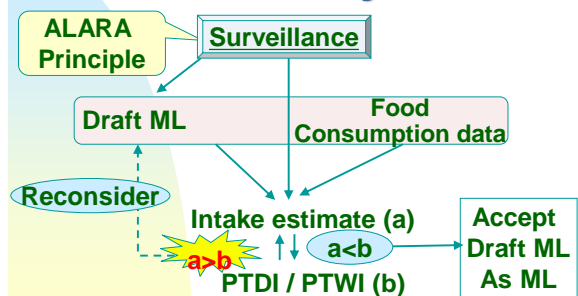 ALARA
Principle
Surveillance
Draft ML
Food
Consumption data
Reconsider
Intake estimate (a)
a>b
a<b
PTDI / PTWI (b)
Accept
Draft ML
As ML